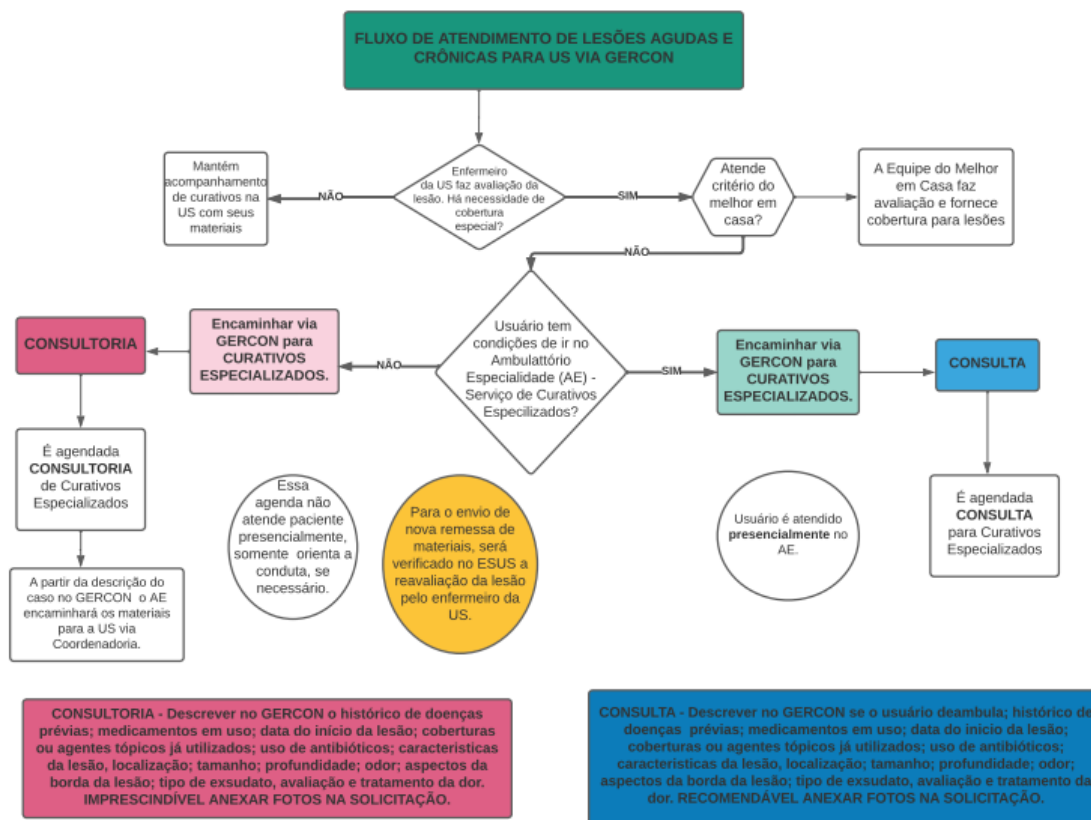 FLUXO DE ATENDIMENTO DE LESÕES AGUDAS E
CRÔNICAS PARA US VIA GERCON
Mantém
acompanhamento
de curativos na
US com seus
materiais
NÃO
Enfermeiro
da US faz avaliação da
lesão. Há necessidade de
cobertura
especial?
SIM
Atende
critério do
melhor em
casa?
A Equipe do Melhor
em Casa faz
avaliação e fornece
cobertura para lesões
NÃO
CONSULTORIA
Encaminhar via
GERCON para
CURATIVOS
ESPECIALIZADOS.
NÃO
Usuário tem
condições de ir no
Ambulattório
Especialidade (AE) -
Serviço de Curativos
Especilizados?
SIM
Encaminhar via
GERCON para
CURATIVOS
ESPECIALIZADOS.
CONSULTA
É agendada
CONSULTORIA
de Curativos
Especializados
Essa
agenda não
atende paciente
presencialmente,
somente orienta a
conduta, se
necessário.
Para o envio de
nova remessa de
materiais, será
verificado no ESUS a
reavaliação da lesão
pelo enfermeiro da
US.
Usuário é atendido
presencialmente no
AE.
É agendada
CONSULTA
para Curativos
Especializados
A partir da descrição do
caso no GERCON o AE
encaminhará os materiais
para a US via
Coordenadoria.
CONSULTORIA - Descrever no GERCON o histórico de doenças
prévias; medicamentos em uso; data do início da lesão;
coberturas ou agentes tópicos já utilizados; uso de
antibióticos; caracteristicas
da lesão, localização; tamanho; profundidade; odor; aspectos
da borda da lesão; tipo de exsudato, avaliação e tratamento da dor.
IMPRESCINDÍVEL ANEXAR FOTOS NA SOLICITAÇÃO.
CONSULTA - Descrever no GERCON se o usuário deambula; histórico de
doenças prévias; medicamentos em uso; data do inicio da lesão;
coberturas ou agentes tópicos já utilizados; uso de antibióticos;
caracteristicas da lesão, localização; tamanho; profundidade; odor;
aspectos da borda da lesão; tipo de exsudato, avaliação e tratamento da
dor. RECOMENDÁVEL ANEXAR FOTOS NA SOLICITAÇÃO.